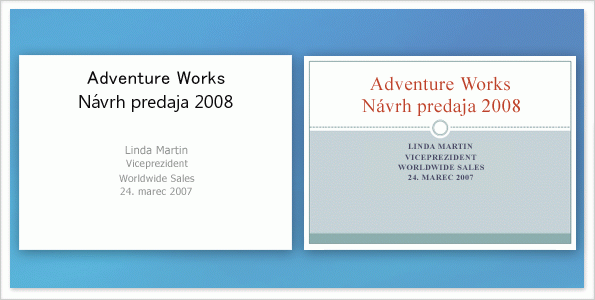 Adventure Works
Návrh predaja 2008
Linda Martin
Viceprezident
Worldwide Sales
24. marec 2007
Adventure Works
Návrh predaja 2008
LINDA MARTIN
VICEPREZIDENT
WORLDWIDE SALES
24. MAREC 2007